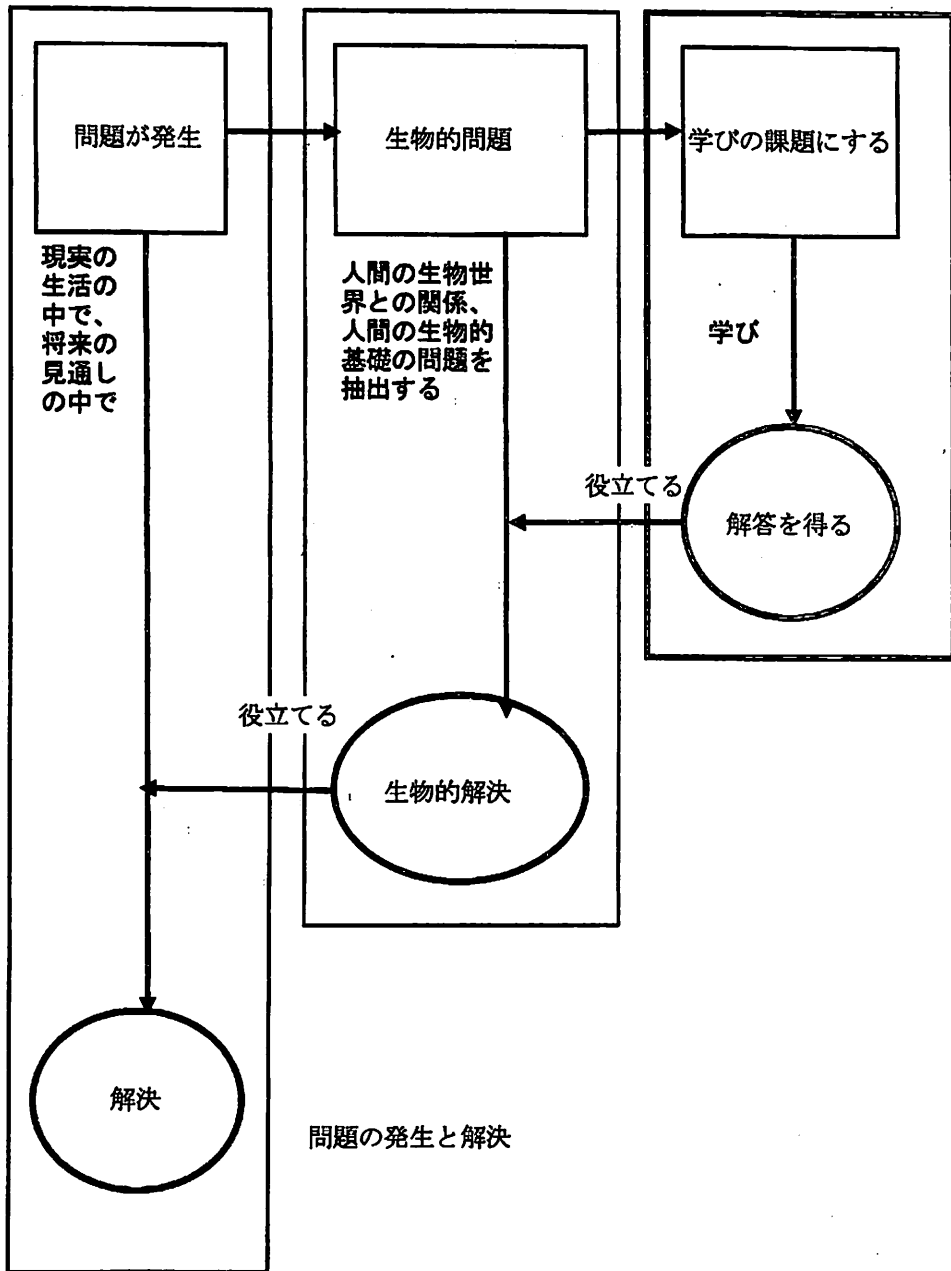 問題が発生
生物的問題
学びの課題にする
現実の
生活の
中で、
将来の
見通し
の中で
人間の生物世
界との関係、
人間の生物的
基礎の問題を
抽出する
学び
役立てる
解答を得る
役立てる
生物的解決
解決
問題の発生と解決